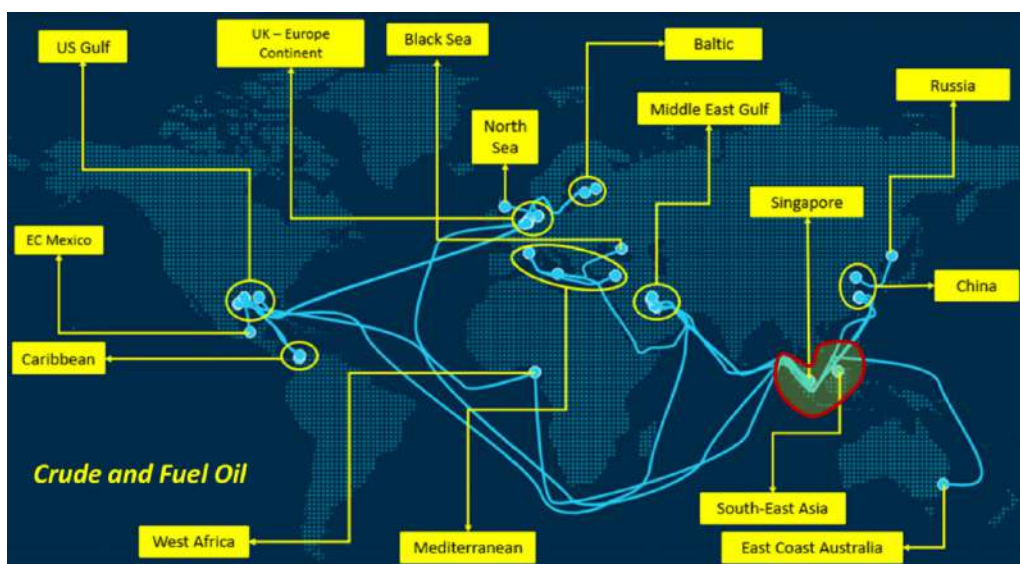 US Gulf
UK – Europe
Continent
Black Sea
Baltic
Russia
North
Sea
Middle East Gulf
Singapore
EC Mexico
China
Caribbean
Crude and Fuel Oil
South-East Asia
West Africa
Mediterranean
East Coast Australia